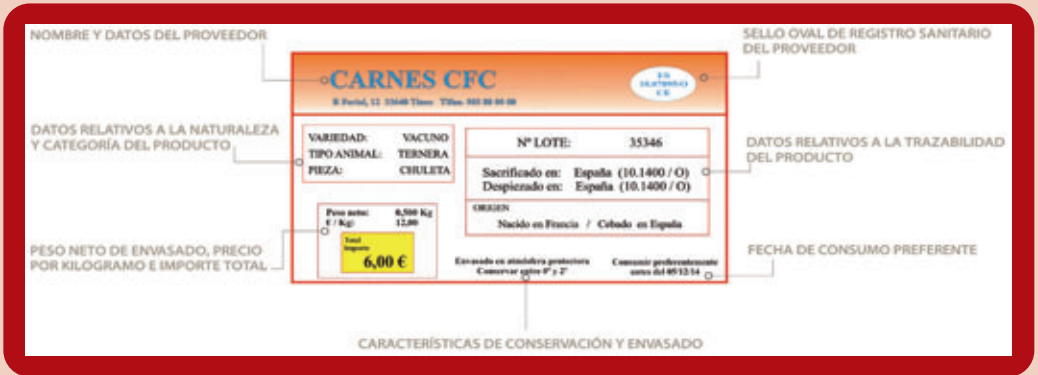 NOMBRE Y DATOS DEL PROVEEDOR
SELLO OVAL DE REGISTRO SANITARIO
DEL PROVEEDOR
CARNES CFC
ES
CE
DATOS RELATIVOS A LA NATURALEZA
Y CATEGORÍA DEL PRODUCTO
VARIEDAD: VACUNO
TIPO ANIMAL: TERNERA
PIEZA: CHULETA
Nº LOTE: 35346
Sacrificado en: España (10.1400 / O)
Despiezado en: España (10.1400 / O)
ORIGEN
Nacido en Francia / Cebado en España
DATOS RELATIVOS A LA TRAZABILIDAD
DEL PRODUCTO
PESO NETO DE ENVASADO, PRECIO
POR KILOGRAMO E IMPORTE TOTAL
Peso neto: 0,500 Kg
€ / Kg: 12,00
Total
importe
6,00 €
Envasado en atmósfera protectora
Conservar entre 0º y 2º
Consumir preferentemente
antes del 05/12/14
FECHA DE CONSUMO PREFERENTE
CARACTERÍSTICAS DE CONSERVACIÓN Y ENVASADO